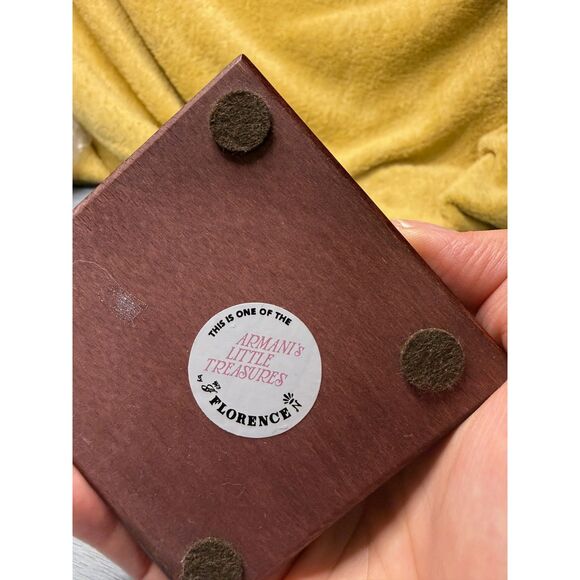 THIS IS ONE OF THE
ARMANI'S
LITTLE
TREASURES
FLORENCE